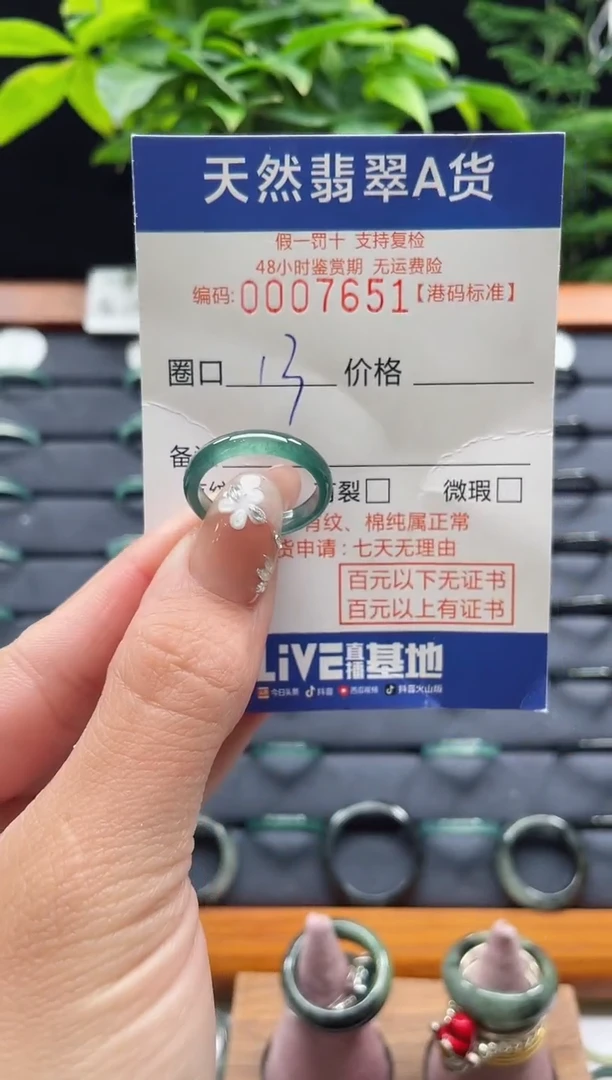 天然翡翠A货
假一罚十 支持复检
48小时鉴赏期 无运费险
编码:0007651【港码标准】
圈口 13 价格
备
裂□ 微瑕□
纹、棉纯属正常
货申请:七天无理由
百元以下无证书
百元以上有证书
LiVE直播基地
今日头条 抖音 西瓜视频 抖音火山版